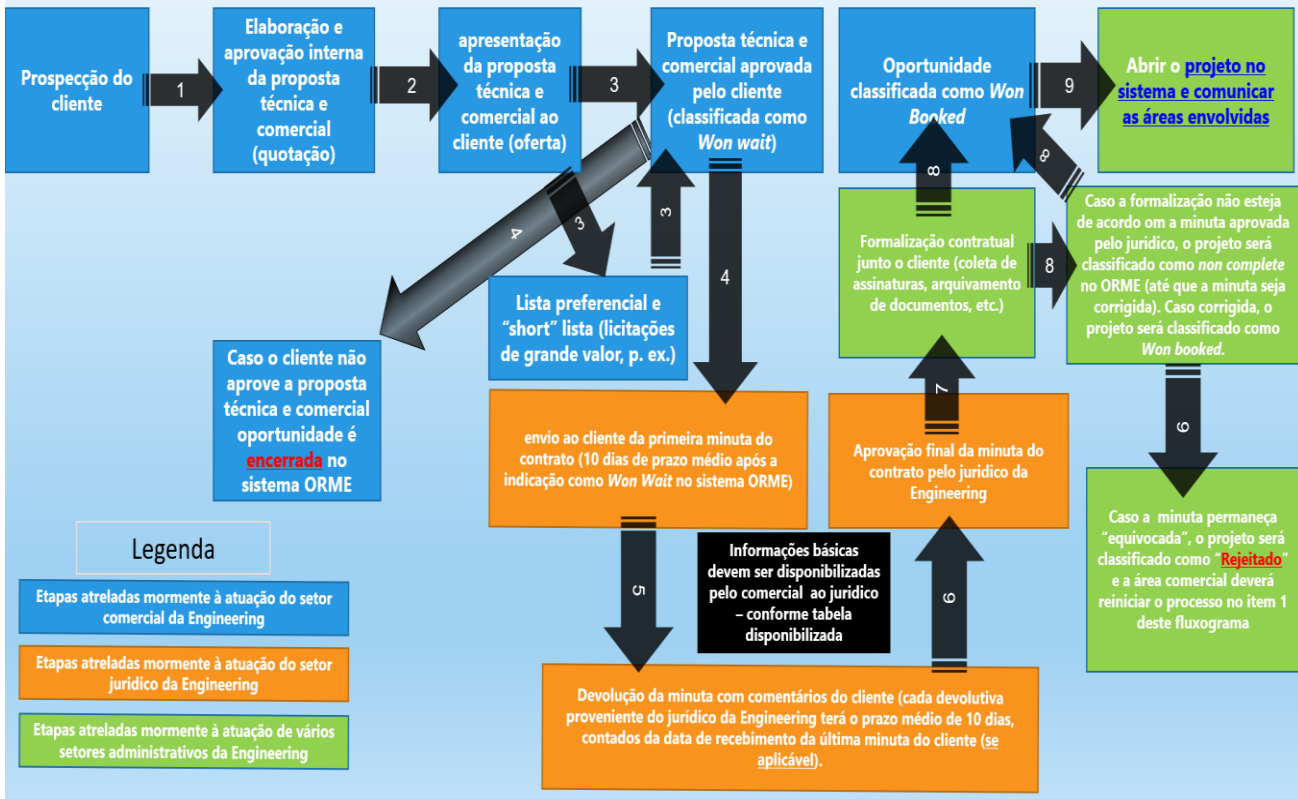 Prospecção do
cliente
1
Elaboração e
aprovação interna
da proposta
técnica e
comercial
(quotação)
2
apresentação
da proposta
técnica e
comercial ao
cliente (oferta)
3
Proposta técnica e
comercial aprovada
pelo cliente
(classificada como
Won wait)
Oportunidade
classificada como Won
Booked
9
Abrir o projeto no
sistema e comunicar
as áreas envolvidas
4
3
3
4
8
8
Formalização contratual
junto o cliente (coleta de
assinaturas, arquivamento
de documentos, etc.)
8
Caso a formalização não esteja
de acordo om a minuta aprovada
pelo juridico, o projeto será
classificado como non complete
no ORME (até que a minuta seja
corrigida). Caso corrigida, o
projeto será classificado como
Won booked.
Lista preferencial e
“short” lista (licitações
de grande valor, p. ex.)
Caso o cliente não
aprove a proposta
técnica e comercial
oportunidade é
encerrada no
sistema ORME
7
9
envio ao cliente da primeira minuta do
contrato (10 dias de prazo médio após a
indicação como Won Wait no sistema ORME)
Aprovação final da minuta do
contrato pelo juridico da
Engineering
Caso a minuta permaneça
“equivocada”, o projeto será
classificado como “Rejeitado“
e a área comercial deverá
reiniciar o processo no item 1
deste fluxograma
Legenda
5
Informações básicas
devem ser disponibilizadas
pelo comercial ao juridico
– conforme tabela
disponibilizada
6
Etapas atreladas mormente à atuação do setor
comercial da Engineering
Etapas atreladas mormente à atuação do setor
juridico da Engineering
Etapas atreladas mormente à atuação de vários
setores administrativos da Engineering
Devolução da minuta com comentários do cliente (cada devolutiva
proveniente do jurídico da Engineering terá o prazo médio de 10 dias,
contados da data de recebimento da última minuta do cliente (se
aplicável).